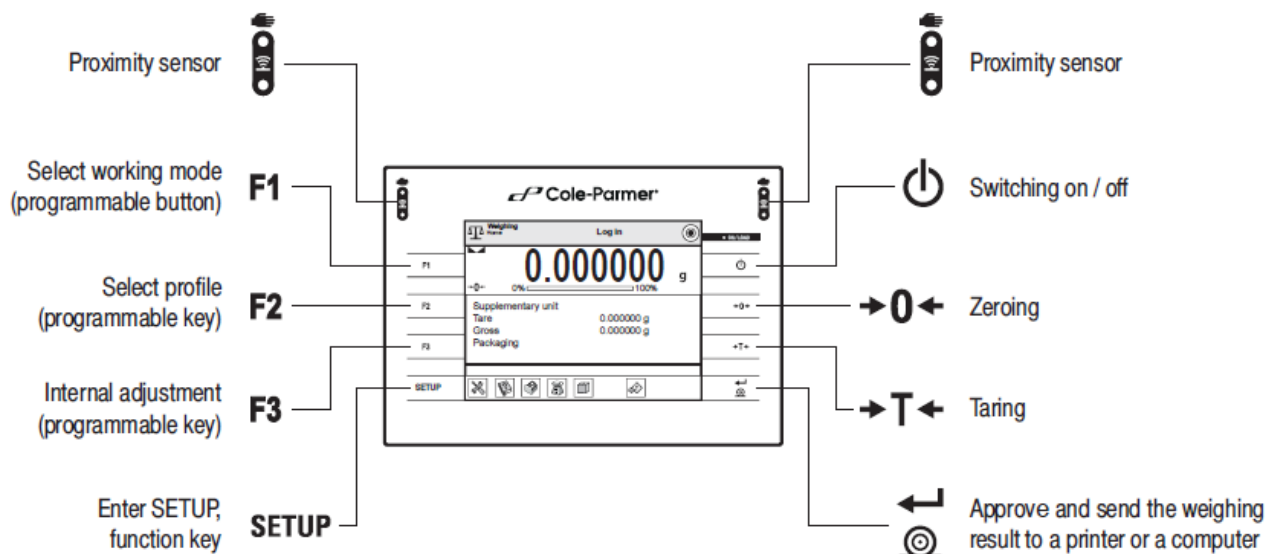 Proximity sensor
Proximity sensor
Select working mode
(programmable button)
F1
Switching on / off
Select profile
(programmable key)
F2
→0←
Zeroing
Internal adjustment
(programmable key)
F3
→T←
Taring
Enter SETUP,
function key
SETUP
Approve and send the weighing
result to a printer or a computer
Cole-Parmer
Weighing
Home
Log in
F1
0.000000 g
→0←
0%
100%
F2
Supplementary unit
→0←
Tare 0.000000 g
Gross 0.000000 g
F3
Packaging
→T←
SETUP